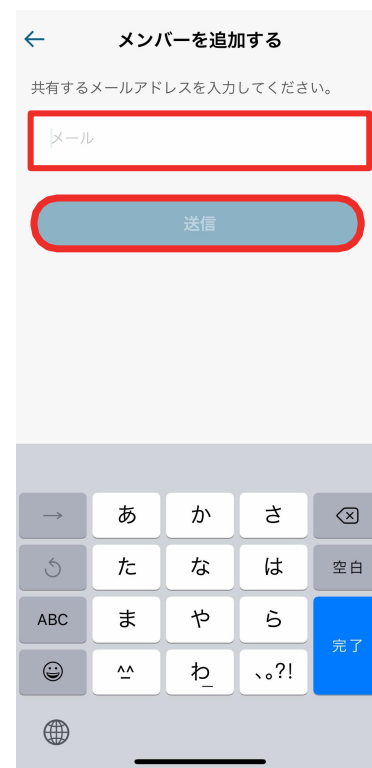 ← メンバーを追加する
共有するメールアドレスを入力してください。
メール
送信
→ あ か さ
た な は 空白
ABC ま や ら
完了
^^ わ_ 、。?!